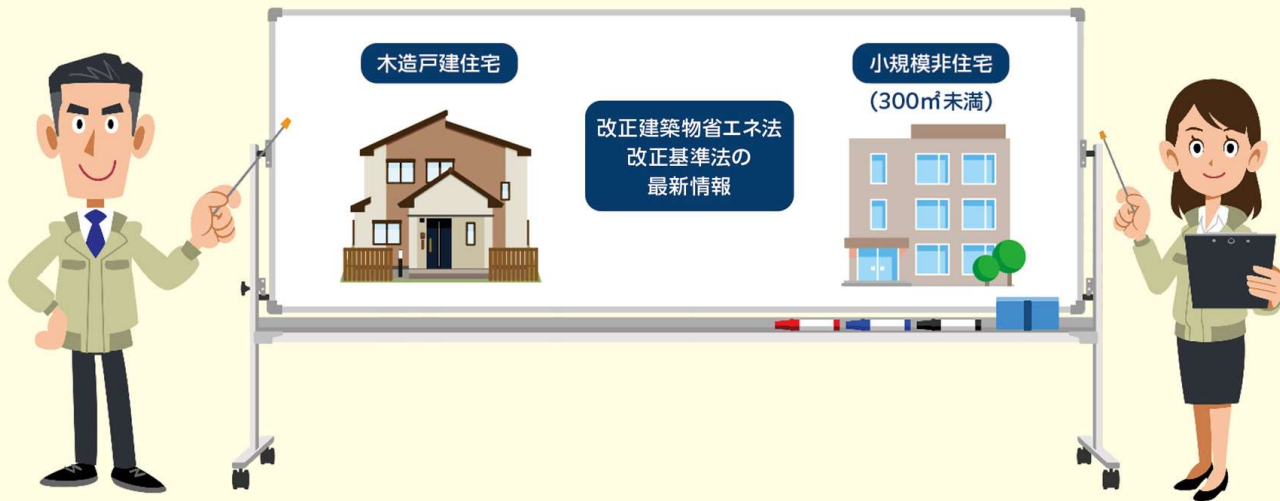 木造戸建住宅
小規模非住宅
(300㎡未満)
改正建築物省エネ法
改正基準法の
最新情報